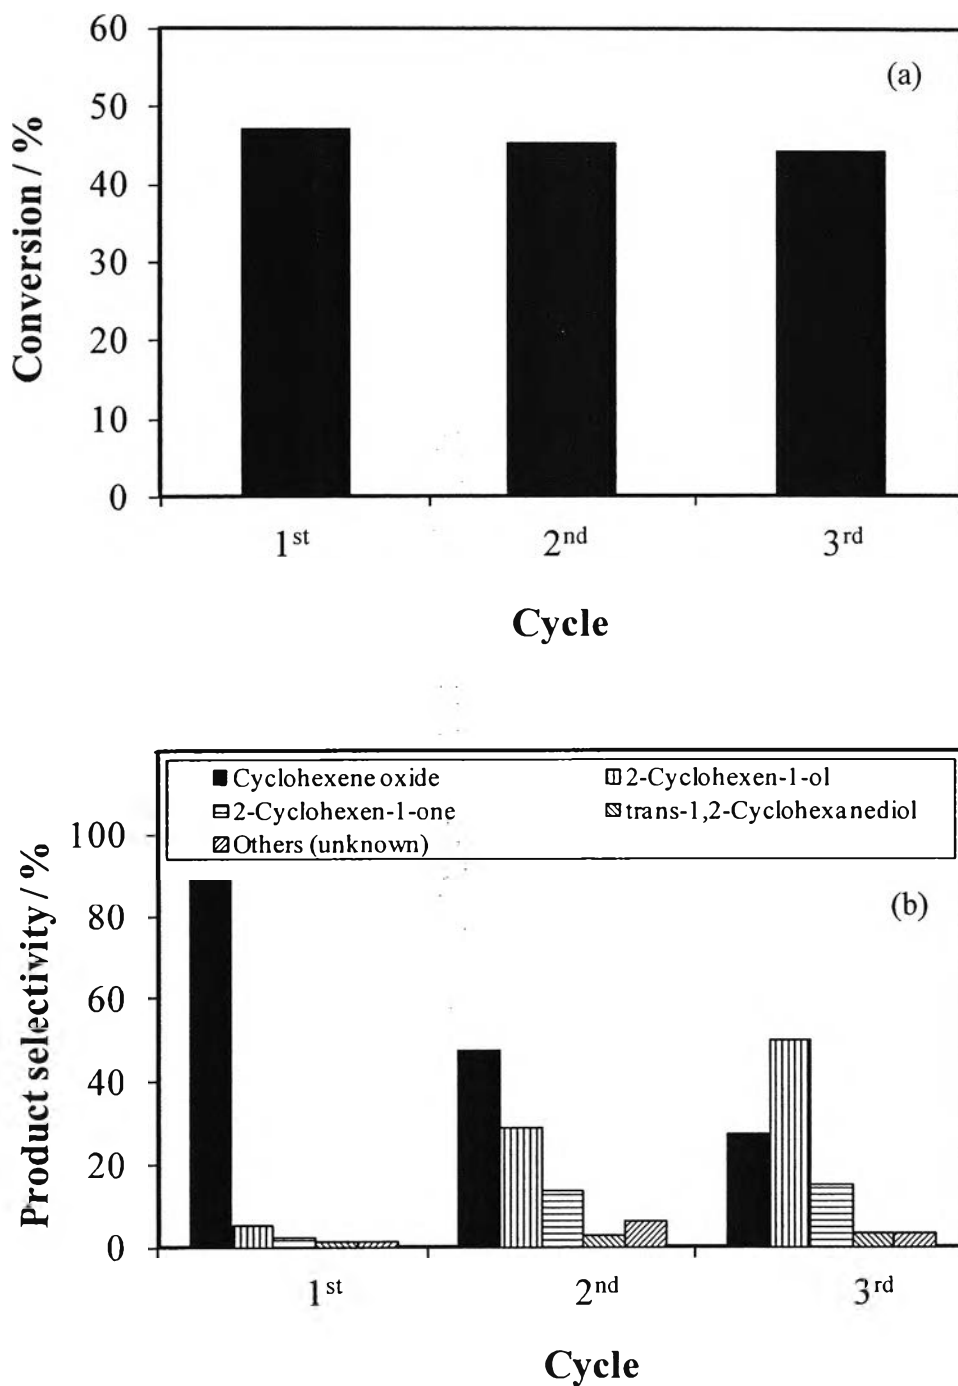 60
(a)
50
40
30
20
10
0
Conversion / %
1st 2nd 3rd
Cycle
Cyclohexene oxide 2-Cyclohexen-1-ol
2-Cyclohexen-1-one trans-1,2-Cyclohexanediol
Others (unknown)
100
(b)
80
60
40
20
0
Product selectivity / %
1st 2nd 3rd
Cycle